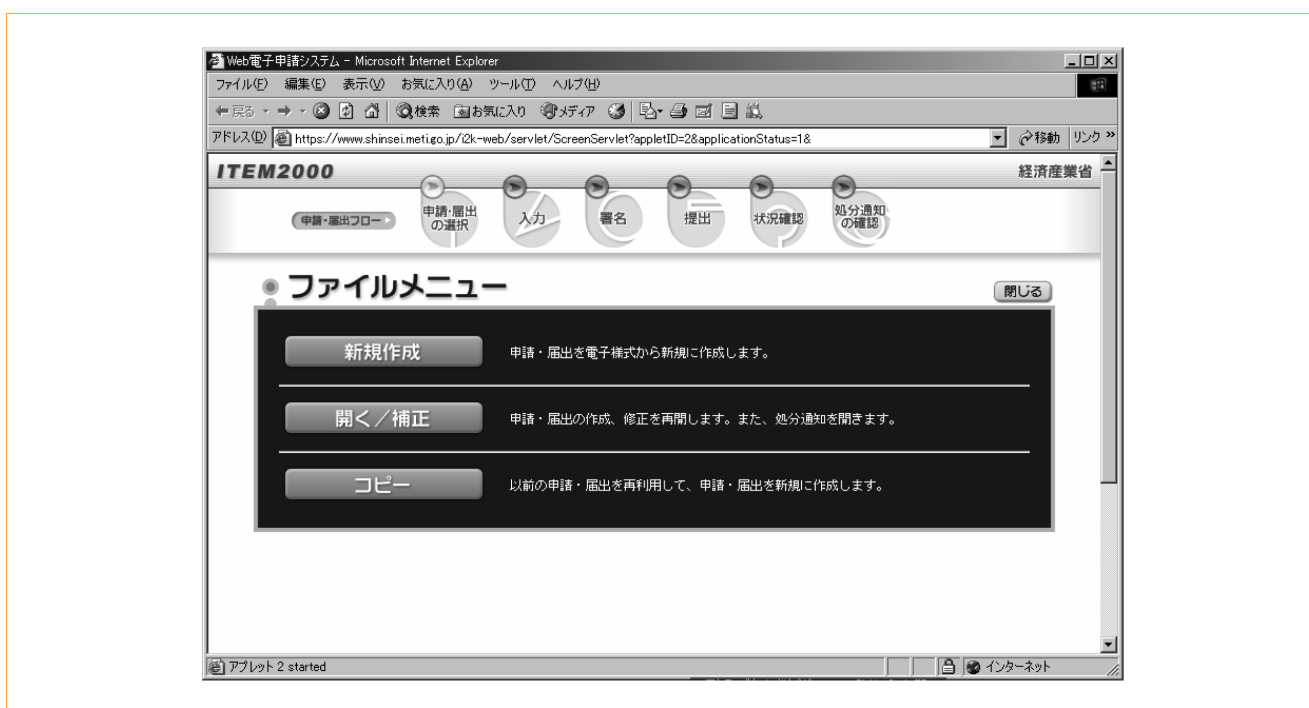 Web電子申請システム - Microsoft Internet Explorer
ファイル(F) 編集(E) 表示(V) お気に入り(A) ツール(T) ヘルプ(H)
戻る 検索 お気に入り メディア
アドレス(D) https://www.shinsei.meti.go.jp/i2k-web/servlet/ScreenServlet?appletID=2&applicationStatus=1& 移動 リンク »
ITEM2000 経済産業省
申請・届出フロー 申請・届出の選択 入力 署名 提出 状況確認 処分通知の確認
ファイルメニュー 閉じる
新規作成 申請・届出を電子様式から新規に作成します。
開く／補正 申請・届出の作成、修正を再開します。また、処分通知を開きます。
コピー 以前の申請・届出を再利用して、申請・届出を新規に作成します。
アプレット 2 started インターネット